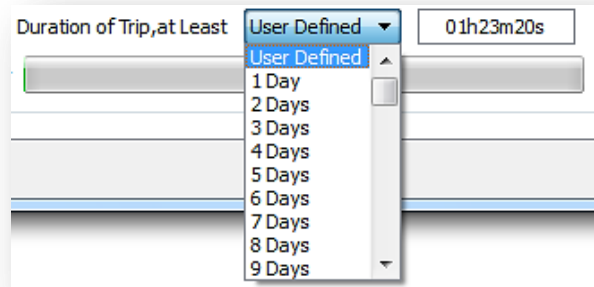 Duration of Trip,at Least User Defined 01h23m20s
User Defined
1 Day
2 Days
3 Days
4 Days
5 Days
6 Days
7 Days
8 Days
9 Days